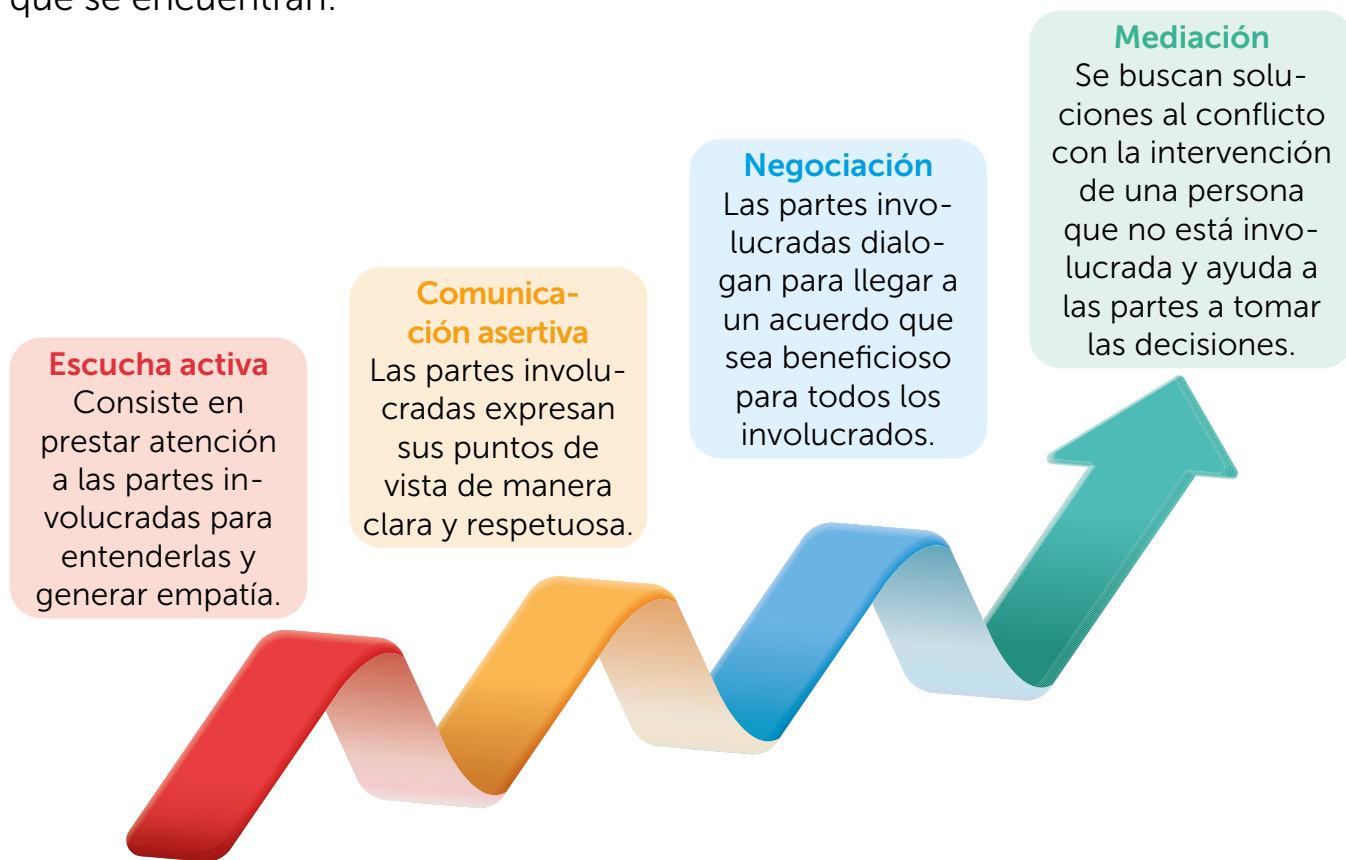 que se encuentran:
Escucha activa
Consiste en
prestar atención
a las partes in-
volucradas para
entenderlas y
generar empatía.
Comunica-
ción asertiva
Las partes involu-
cradas expresan
sus puntos de
vista de manera
clara y respetuosa.
Negociación
Las partes invo-
lucradas dialo-
gan para llegar a
un acuerdo que
sea beneficioso
para todos los
involucrados.
Mediación
Se buscan solu-
ciones al conflicto
con la intervención
de una persona
que no está invo-
lucrada y ayuda a
las partes a tomar
las decisiones.